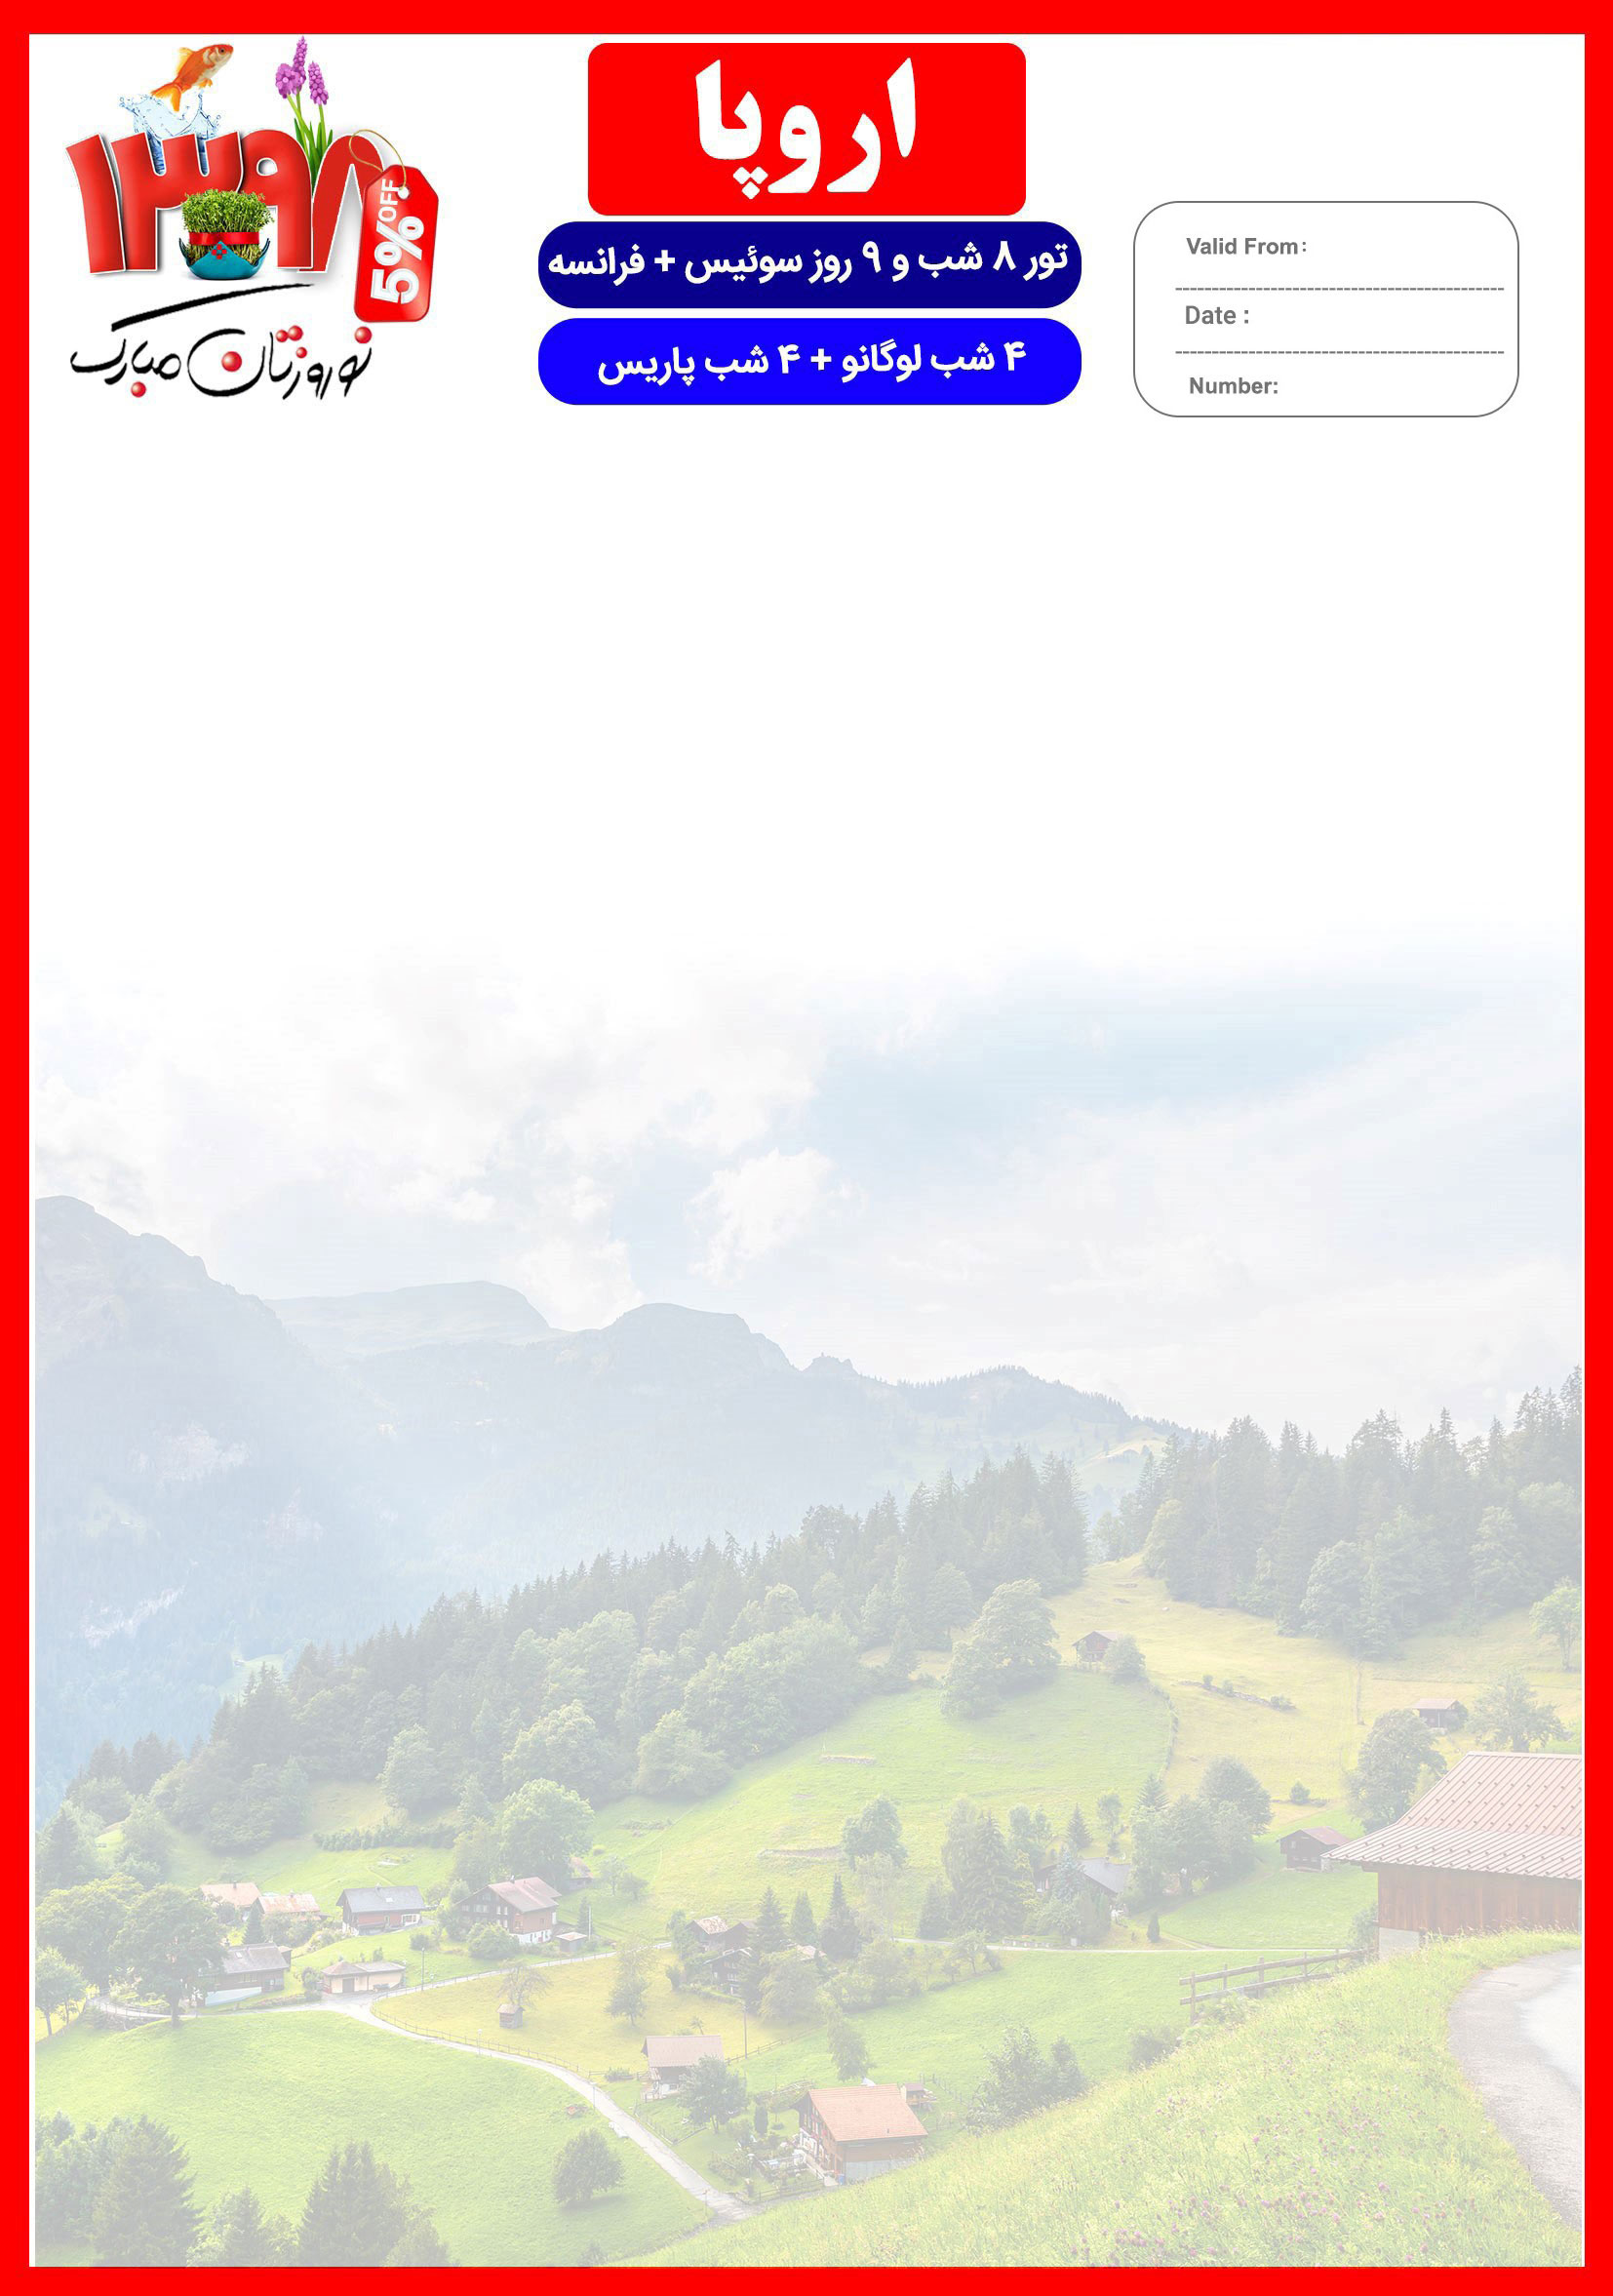 ۱۳۹۸
5% OFF
نوروزتان مبارک
اروپا
تور ۸ شب و ۹ روز سوئیس + فرانسه
۴ شب لوگانو + ۴ شب پاریس
Valid From:
Date :
Number: